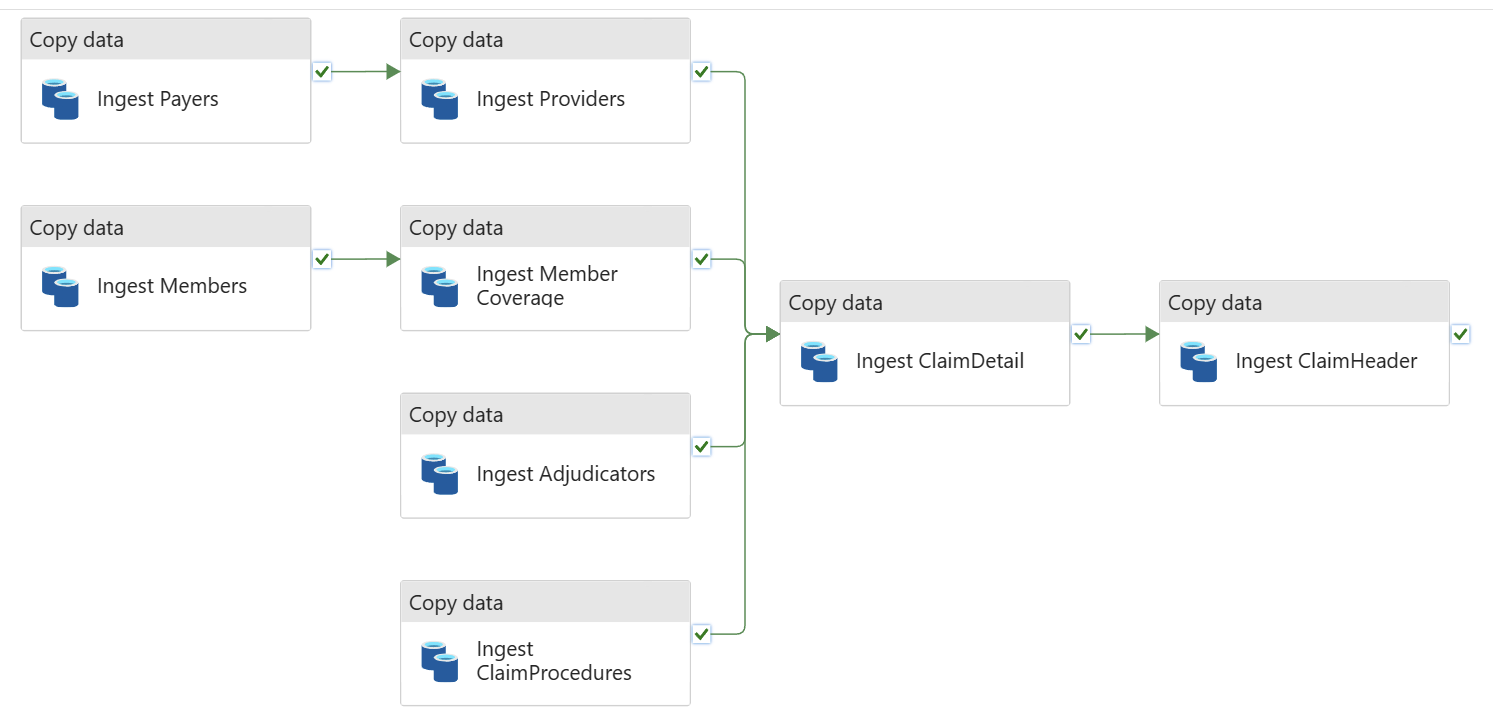 Copy data
Ingest Payers
Copy data
Ingest Providers
Copy data
Ingest Members
Copy data
Ingest Member
Coverage
Copy data
Ingest ClaimDetail
Copy data
Ingest ClaimHeader
Copy data
Ingest Adjudicators
Copy data
Ingest
ClaimProcedures